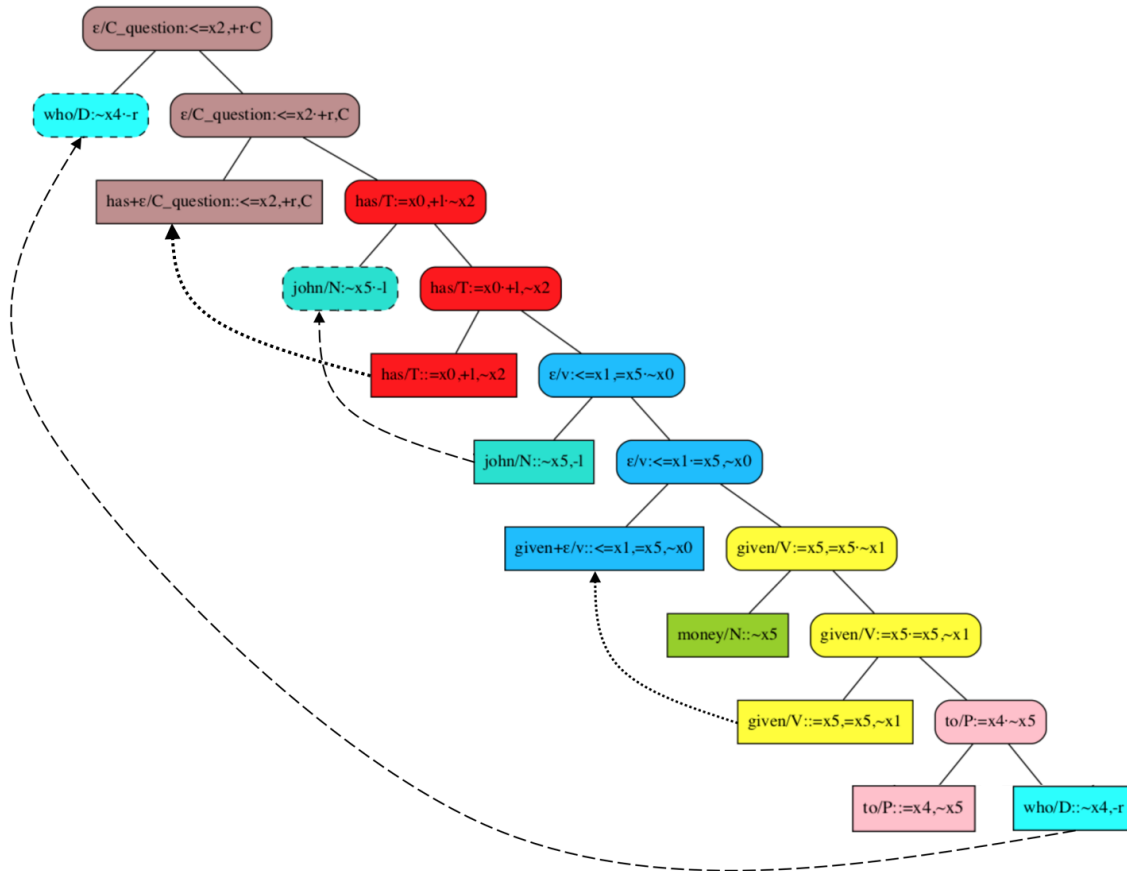 ε/C_question:<=x2,+r·C
who/D:~x4·-r
ε/C_question:<=x2·+r,C
has+ε/C_question::<=x2,+r,C
has/T:=x0,+l·~x2
john/N:~x5·-l
has/T:=x0·+l,~x2
has/T::=x0,+l,~x2
ε/v:<=x1,=x5·~x0
john/N::~x5,-l
ε/v:<=x1·=x5,~x0
given+ε/v::<=x1,=x5,~x0
given/V:=x5,=x5·~x1
money/N::~x5
given/V:=x5·=x5,~x1
given/V::=x5,=x5,~x1
to/P:=x4·~x5
to/P::=x4,~x5
who/D::~x4,-r